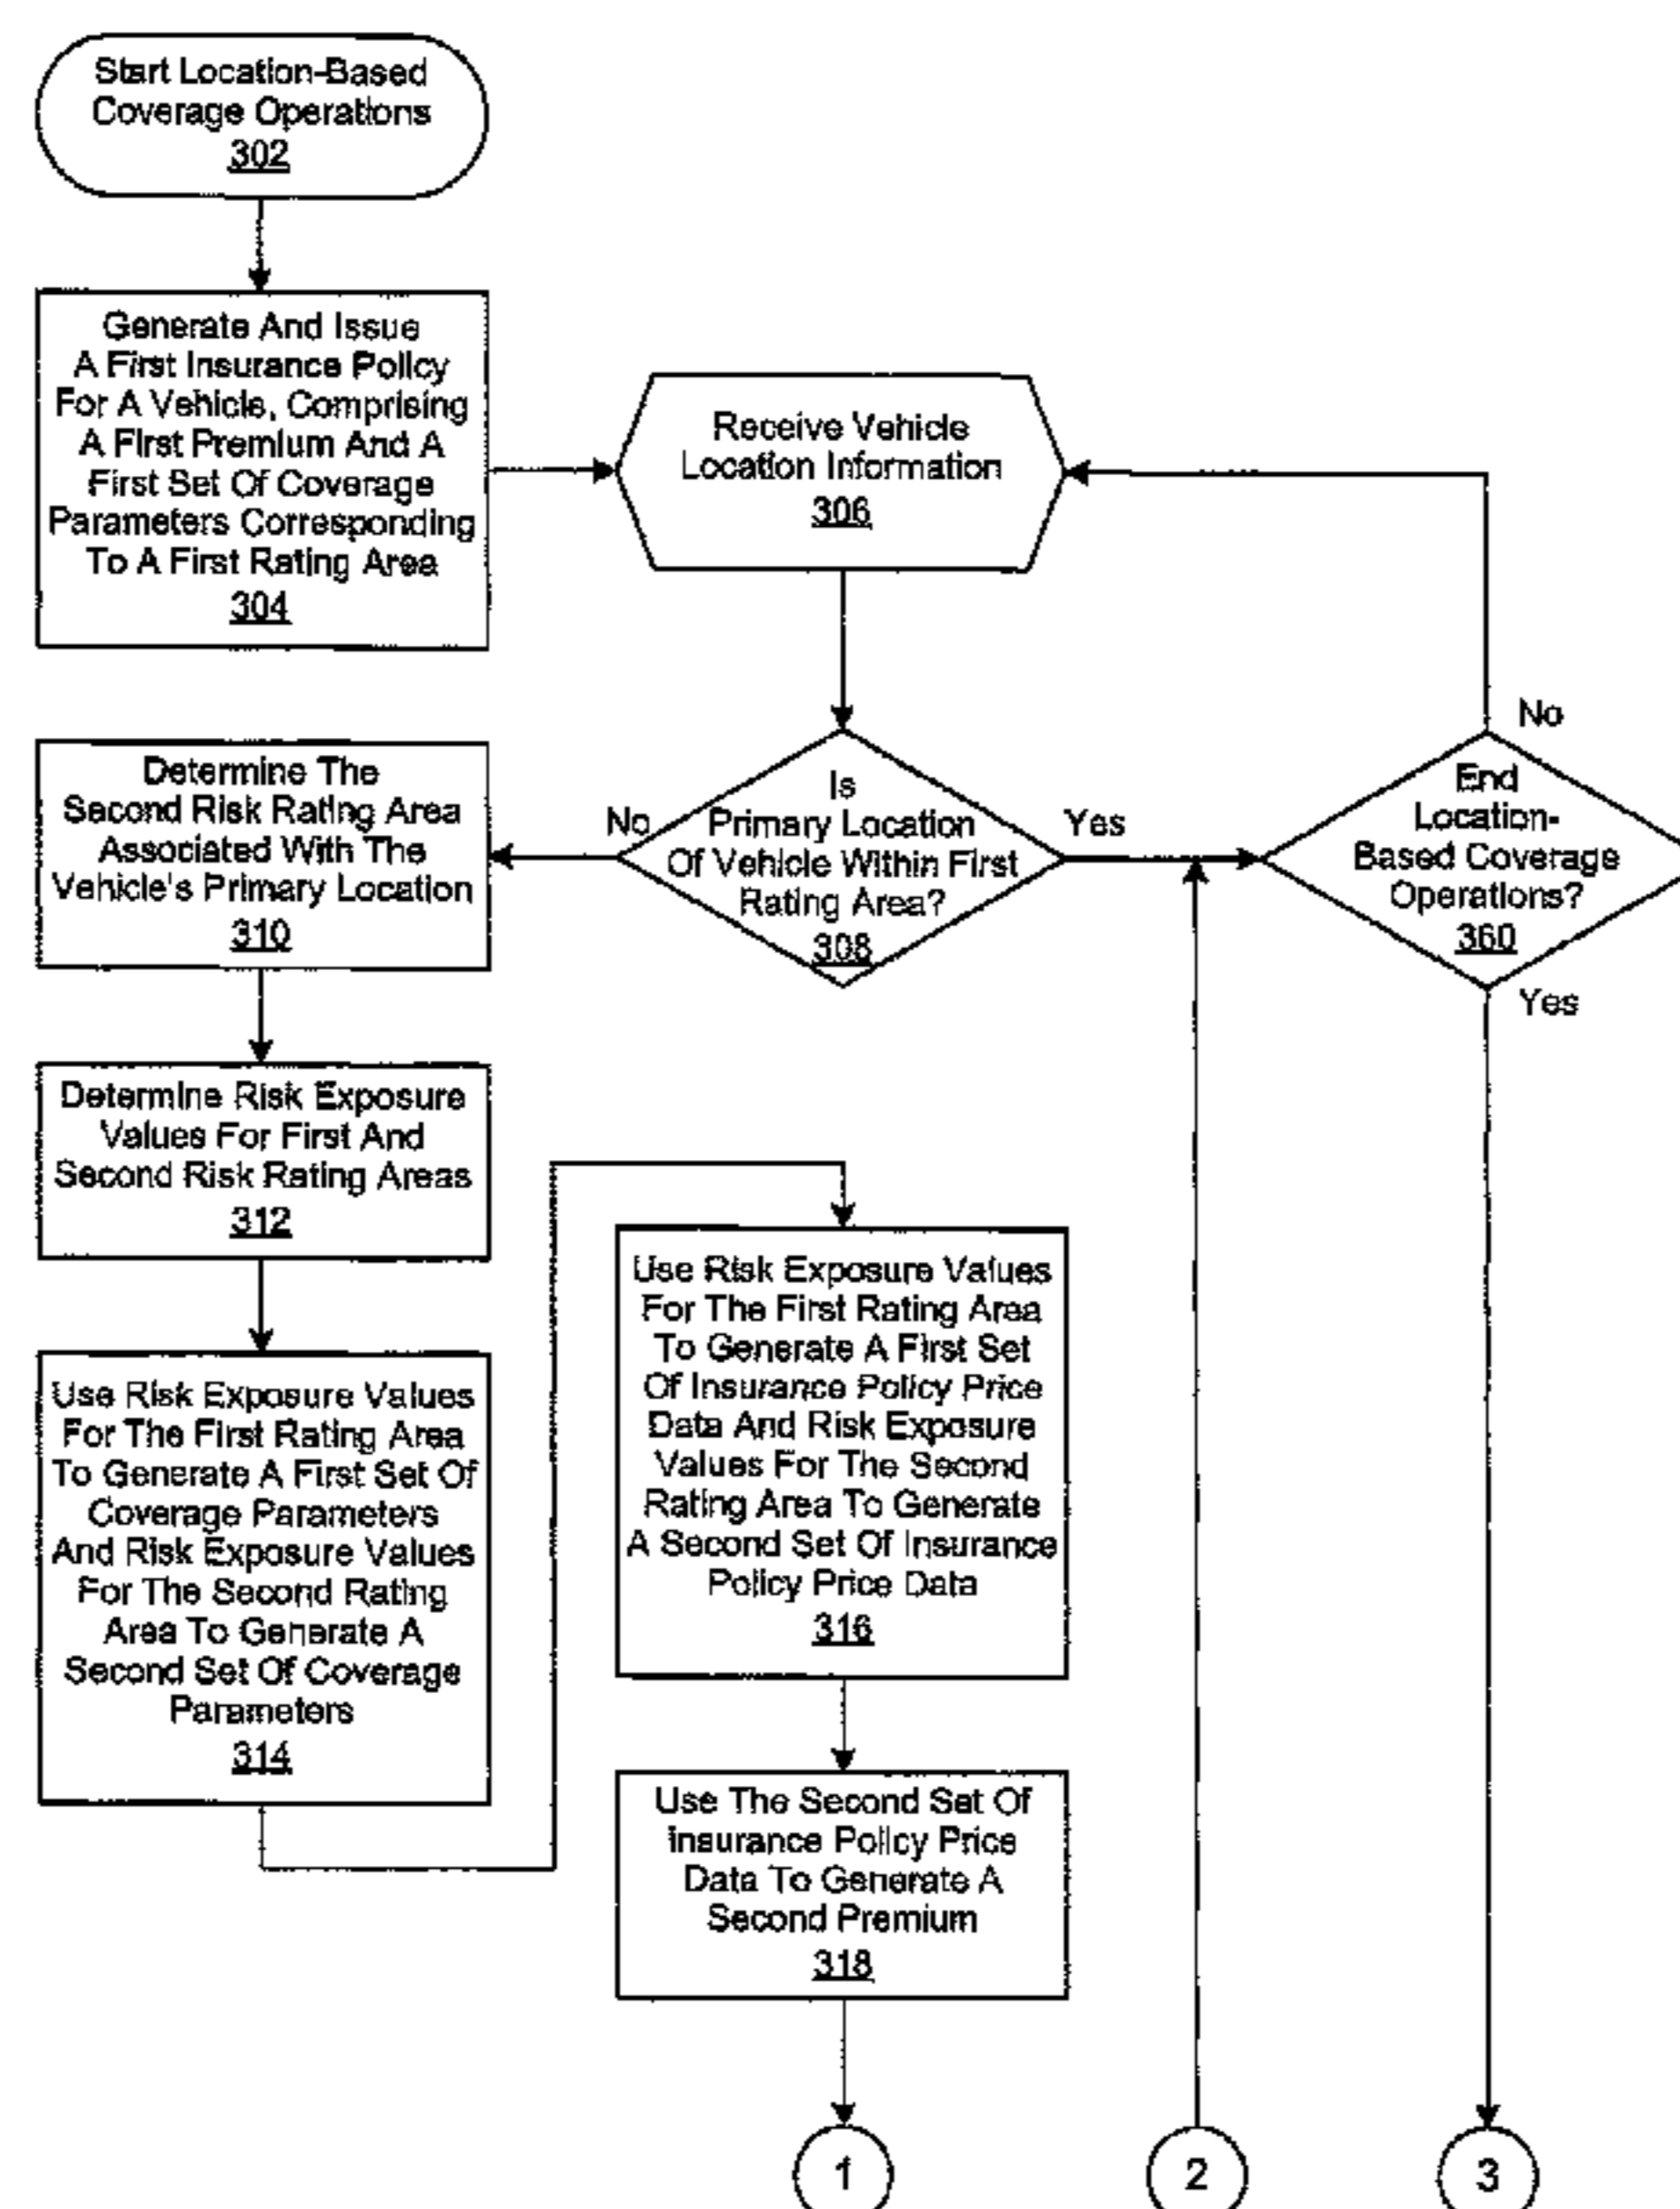 Start Location-Based
Coverage Operations
302
Generate And Issue
A First Insurance Policy
For A Vehicle, Comprising
A First Premium And A
First Set Of Coverage
Parameters Corresponding
To A First Rating Area
304
Receive Vehicle
Location Information
306
Is
Primary Location
Of Vehicle Within First
Rating Area?
308
No
Yes
End
Location-
Based Coverage
Operations?
360
No
Yes
Determine The
Second Risk Rating Area
Associated With The
Vehicle's Primary Location
310
Determine Risk Exposure
Values For First And
Second Risk Rating Areas
312
Use Risk Exposure Values
For The First Rating Area
To Generate A First Set Of
Coverage Parameters
And Risk Exposure Values
For The Second Rating
Area To Generate A
Second Set Of Coverage
Parameters
314
Use Risk Exposure Values
For The First Rating Area
To Generate A First Set
Of Insurance Policy Price
Data And Risk Exposure
Values For The Second
Rating Area To Generate
A Second Set Of Insurance
Policy Price Data
316
Use The Second Set Of
Insurance Policy Price
Data To Generate A
Second Premium
318
1
2
3